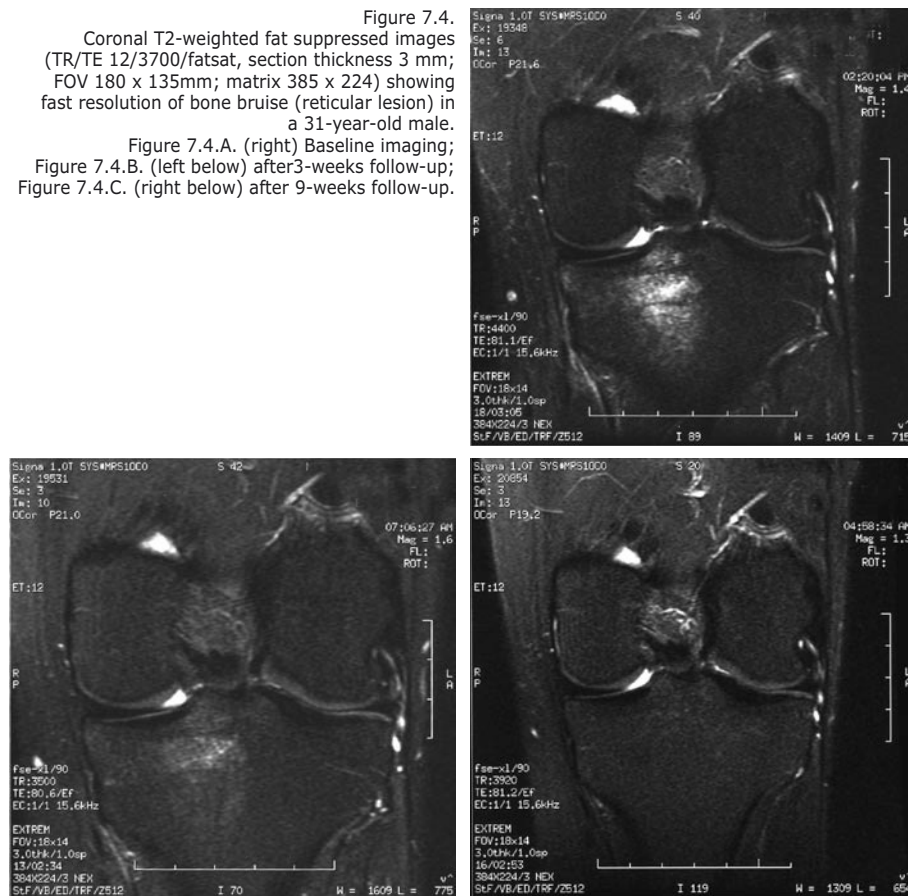 Figure 7.4.
Coronal T2-weighted fat suppressed images
(TR/TE 12/3700/fatsat, section thickness 3 mm;
FOV 180 x 135mm; matrix 385 x 224) showing
fast resolution of bone bruise (reticular lesion) in
a 31-year-old male.
Figure 7.4.A. (right) Baseline imaging;
Figure 7.4.B. (left below) after3-weeks follow-up;
Figure 7.4.C. (right below) after 9-weeks follow-up.
Signa 1.0T SYS#MRS10C0 S 40
Ex: 19348
Se: 6
Im: 13
OCor P21.6
02:20:04 PM
Mag = 1.4
FL:
ROT:
ET:12
R
P
L
A
fse-xl/90
TR:4400
TE:81.1/Ef
EC:1/1 15.6kHz
EXTREM
FOV:18x14
3.0thk/1.0sp
18/03:05
384X224/3 NEX
StF/VB/ED/TRF/Z512 I 89 W = 1409 L = 715
Signa 1.0T SYS#MRS10C0 S 42
Ex: 19531
Se: 3
Im: 10
OCor P21.0
07:06:27 AM
Mag = 1.6
FL:
ROT:
ET:12
R
P
L
A
fse-xl/90
TR:3500
TE:80.6/Ef
EC:1/1 15.6kHz
EXTREM
FOV:18x14
3.0thk/1.0sp
13/02:34
384X224/3 NEX
StF/VB/ED/TRF/Z512 I 70 W = 1609 L = 775
Signa 1.0T SYS#MRS10C0 S 20
Ex: 20854
Se: 3
Im: 13
OCor P19.2
04:58:34 AM
Mag = 1.3
FL:
ROT:
ET:12
R
P
L
A
fse-xl/90
TR:3920
TE:81.2/Ef
EC:1/1 15.6kHz
EXTREM
FOV:18x14
3.0thk/1.0sp
16/02:53
384X224/3 NEX
StF/VB/ED/TRF/Z512 I 119 W = 1309 L = 656